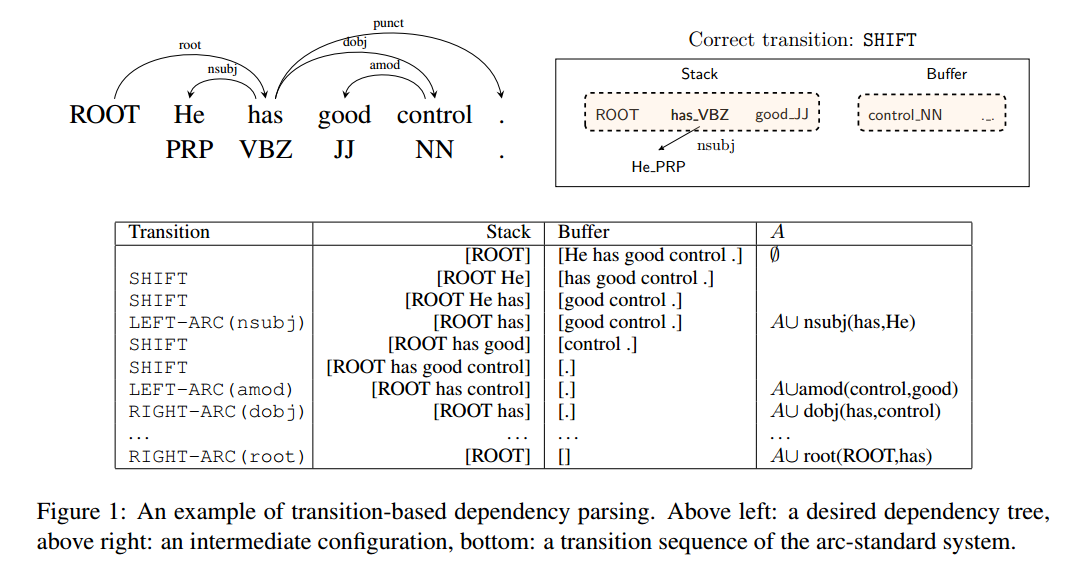 punct
root
dobj
nsubj
amod
ROOT He has good control .
PRP VBZ JJ NN .
Correct transition: SHIFT
Stack Buffer
ROOT has_VBZ good_JJ control_NN ._.
nsubj
He_PRP
Transition Stack Buffer A
[ROOT] [He has good control .] ∅
SHIFT [ROOT He] [has good control .]
SHIFT [ROOT He has] [good control .]
LEFT-ARC(nsubj) [ROOT has] [good control .] A∪ nsubj(has,He)
SHIFT [ROOT has good] [control .]
SHIFT [ROOT has good control] [.]
LEFT-ARC(amod) [ROOT has control] [.] A∪amod(control,good)
RIGHT-ARC(dobj) [ROOT has] [.] A∪ dobj(has,control)
... ... ... ...
RIGHT-ARC(root) [ROOT] [] A∪ root(ROOT,has)
Figure 1: An example of transition-based dependency parsing. Above left: a desired dependency tree,
above right: an intermediate configuration, bottom: a transition sequence of the arc-standard system.